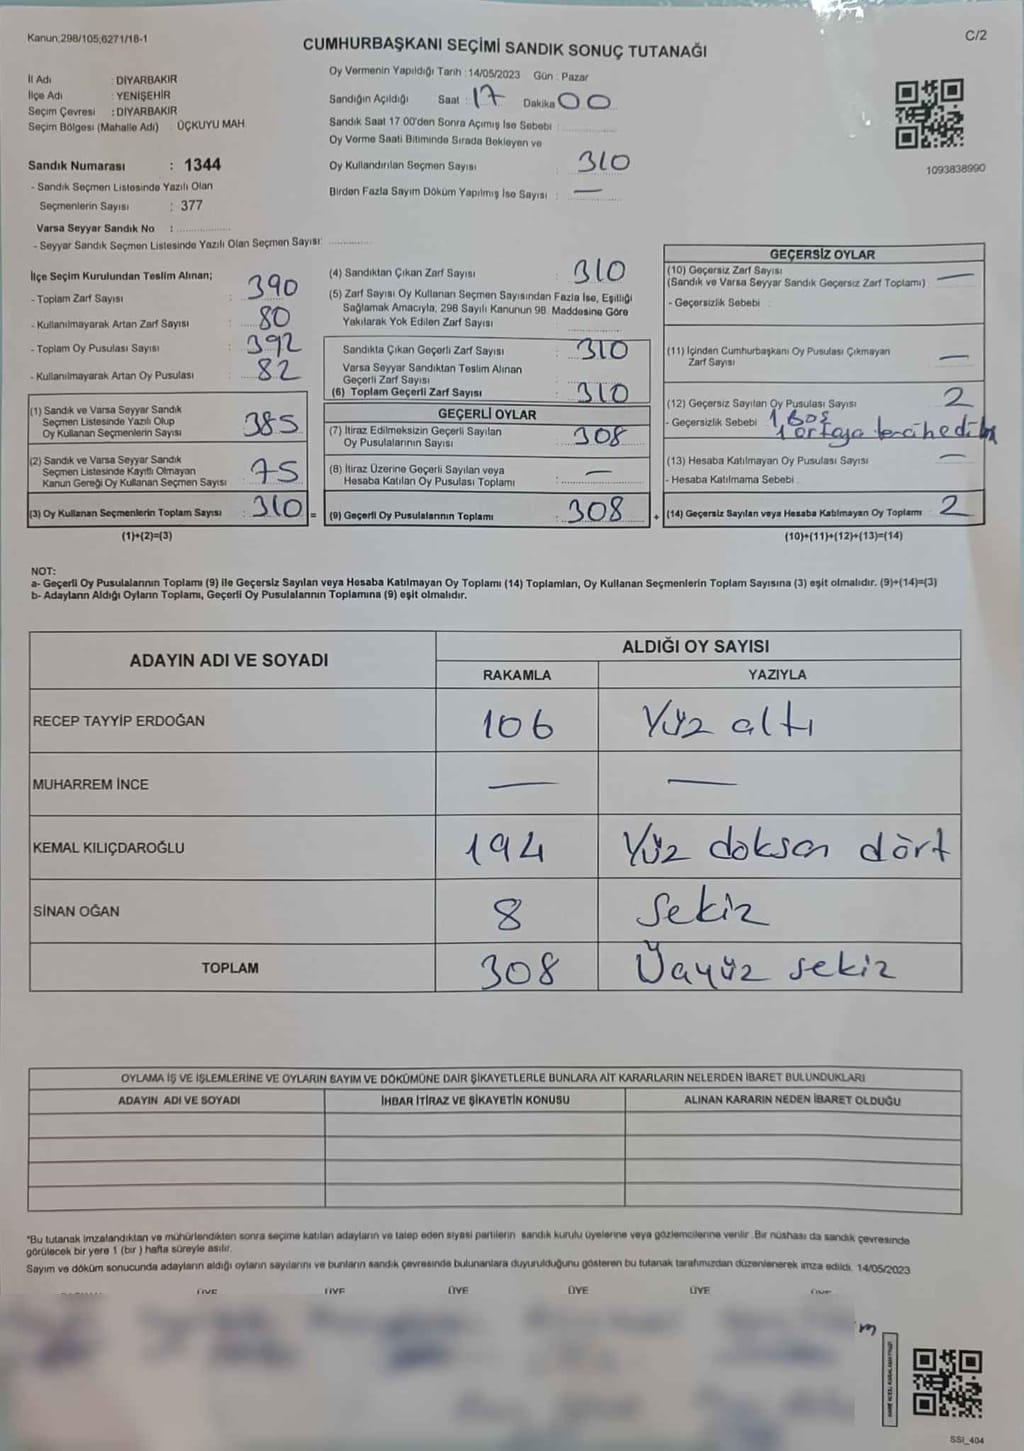 Kanun;298/105;6271/18-1
C/2
CUMHURBAŞKANI SEÇİMİ SANDIK SONUÇ TUTANAĞI
İl Adı : DİYARBAKIR
İlçe Adı : YENİŞEHİR
Seçim Çevresi : DİYARBAKIR
Seçim Bölgesi (Mahalle Adı) : ÜÇKUYU MAH
Sandık Numarası : 1344
- Sandık Seçmen Listesinde Yazılı Olan
Seçmenlerin Sayısı : 377
Varsa Seyyar Sandık No :
- Seyyar Sandık Seçmen Listesinde Yazılı Olan Seçmen Sayısı:
Oy Vermenin Yapıldığı Tarih : 14/05/2023 Gün : Pazar
Sandığın Açıldığı Saat : 17 Dakika 00
Sandık Saat 17.00'den Sonra Açımış İse Sebebi :
Oy Verme Saati Bitiminde Sırada Bekleyen ve
Oy Kullandırılan Seçmen Sayısı : 310
Birden Fazla Sayım Döküm Yapılmış İse Sayısı : —
1093838990
İlçe Seçim Kurulundan Teslim Alınan;
- Toplam Zarf Sayısı : 390
- Kullanılmayarak Artan Zarf Sayısı : 80
- Toplam Oy Pusulası Sayısı : 392
- Kullanılmayarak Artan Oy Pusulası : 82
(1) Sandık ve Varsa Seyyar Sandık
Seçmen Listesinde Yazılı Olup
Oy Kullanan Seçmenlerin Sayısı : 385
(2) Sandık ve Varsa Seyyar Sandık
Seçmen Listesinde Kayıtlı Olmayan
Kanun Gereği Oy Kullanan Seçmen Sayısı : 75
(3) Oy Kullanan Seçmenlerin Toplam Sayısı : 310 =
(1)+(2)=(3)
(4) Sandıktan Çıkan Zarf Sayısı : 310
(5) Zarf Sayısı Oy Kullanan Seçmen Sayısından Fazla İse, Eşitliği
Sağlamak Amacıyla, 298 Sayılı Kanunun 98. Maddesine Göre
Yakılarak Yok Edilen Zarf Sayısı :
Sandıkta Çıkan Geçerli Zarf Sayısı : 310
Varsa Seyyar Sandıktan Teslim Alınan
Geçerli Zarf Sayısı :
(6) Toplam Geçerli Zarf Sayısı : 310
GEÇERLİ OYLAR
(7) İtiraz Edilmeksizin Geçerli Sayılan
Oy Pusulalarının Sayısı : 308
(8) İtiraz Üzerine Geçerli Sayılan veya
Hesaba Katılan Oy Pusulası Toplamı : —
(9) Geçerli Oy Pusulalarının Toplamı : 308 +
GEÇERSİZ OYLAR
(10) Geçersiz Zarf Sayısı
(Sandık ve Varsa Seyyar Sandık Geçersiz Zarf Toplamı) : —
- Geçersizlik Sebebi :
(11) İçinden Cumhurbaşkanı Oy Pusulası Çıkmayan
Zarf Sayısı : —
(12) Geçersiz Sayılan Oy Pusulası Sayısı : 2
- Geçersizlik Sebebi : 1 Boş
1 ortaya
(13) Hesaba Katılmayan Oy Pusulası Sayısı : —
- Hesaba Katılmama Sebebi :
(14) Geçersiz Sayılan veya Hesaba Katılmayan Oy Toplamı : 2
(10)+(11)+(12)+(13)=(14)
NOT:
a- Geçerli Oy Pusulalarının Toplamı (9) ile Geçersiz Sayılan veya Hesaba Katılmayan Oy Toplamı (14) Toplamları, Oy Kullanan Seçmenlerin Toplam Sayısına (3) eşit olmalıdır. (9)+(14)=(3)
b- Adayların Aldığı Oyların Toplamı, Geçerli Oy Pusulalarının Toplamına (9) eşit olmalıdır.
ADAYIN ADI VE SOYADI
ALDIĞI OY SAYISI
RAKAMLA YAZIYLA
RECEP TAYYİP ERDOĞAN 106 Yüz altı
MUHARREM İNCE — —
KEMAL KILIÇDAROĞLU 194 Yüz doksan dört
SİNAN OĞAN 8 Sekiz
TOPLAM 308 Üçyüz sekiz
OYLAMA İŞ VE İŞLEMLERİNE VE OYLARIN SAYIM VE DÖKÜMÜNE DAİR ŞİKAYETLERLE BUNLARA AİT KARARLARIN NELERDEN İBARET BULUNDUKLARI
ADAYIN ADI VE SOYADI İHBAR İTİRAZ VE ŞİKAYETİN KONUSU ALINAN KARARIN NEDEN İBARET OLDUĞU
*Bu tutanak imzalandıktan ve mühürlendikten sonra seçime katılan adayların ve talep eden siyasi partilerin sandık kurulu üyelerine veya gözlemcilerine verilir. Bir nüshası da sandık çevresinde
görülecek bir yere 1 (bir) hafta süreyle asılır.
Sayım ve döküm sonucunda adayların aldığı oyların sayılarını ve bunların sandık çevresinde bulunanlara duyurulduğunu gösteren bu tutanak tarafımızdan düzenlenerek imza edildi. 14/05/2023
ÜYE ÜYE ÜYE ÜYE ÜYE
SSI_404